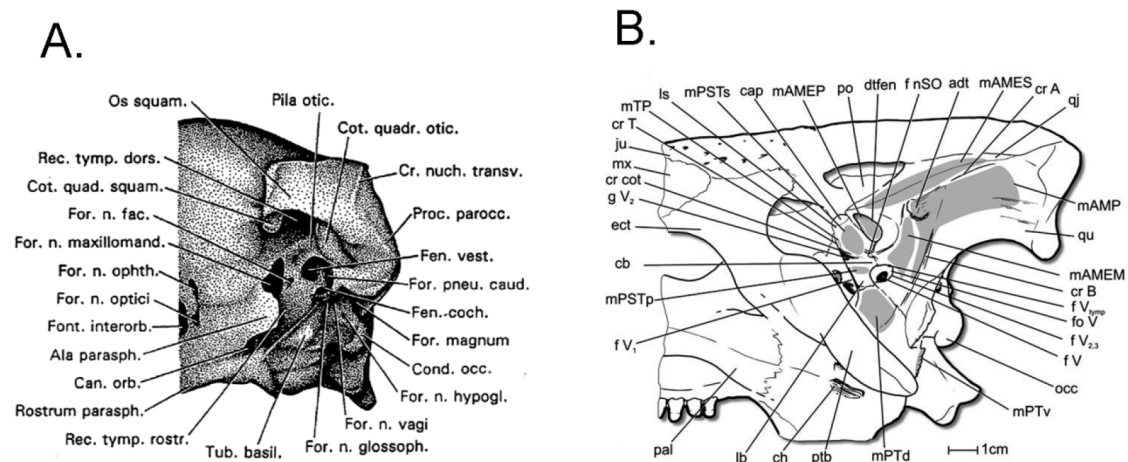 A.
Os squam.
Pila otic.
Cot. quadr. otic.
Rec. tymp. dors.
Cr. nuch. transv.
Cot. quad. squam.
Proc. parocc.
For. n. fac.
Fen. vest.
For. n. maxillomand.
For. pneu. caud.
For. n. ophth.
Fen. coch.
For. n. optici
For. magnum
Font. interorb.
Cond. occ.
Ala parasph.
For. n. hypogl.
Can. orb.
For. n. vagi
Rostrum parasph.
For. n. glossoph.
Rec. tymp. rostr.
Tub. basil.
B.
mTP
ls
mPSTs
cap
mAMEP
po
dtfen
f nSO
adt
mAMES
cr A
qj
cr T
ju
mx
cr cot
g V2
ect
cb
mPSTp
f V1
pal
lb
ch
ptb
mPTd
mPTv
occ
f V
f V2,3
fo V
f Vtymp
cr B
mAMEM
qu
mAMP
1cm